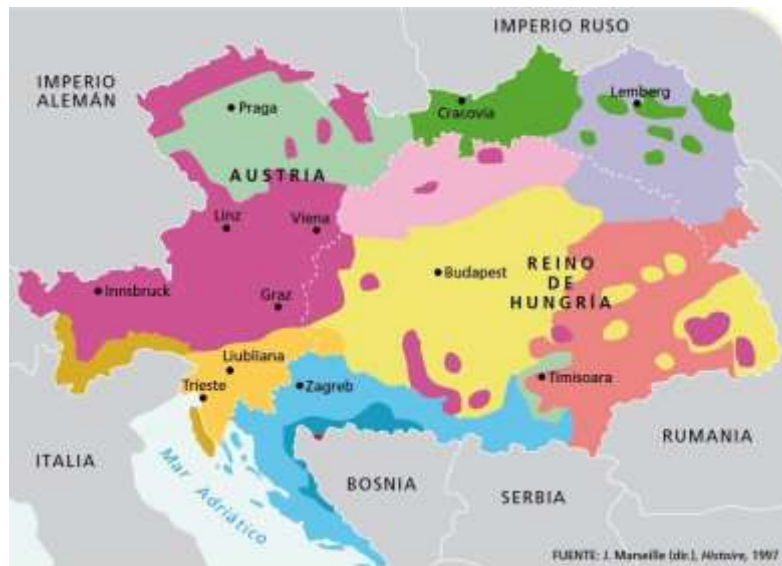 IMPERIO RUSO
IMPERIO
ALEMÁN
Praga
Cracovia
Lemberg
AUSTRIA
Linz
Viena
Innsbruck
Graz
Budapest
REINO
DE
HUNGRÍA
Liubliana
Trieste
Zagreb
Timisoara
ITALIA
Mar Adriático
BOSNIA
SERBIA
RUMANIA
FUENTE: J. Marseille (dir.), Histoire, 1997